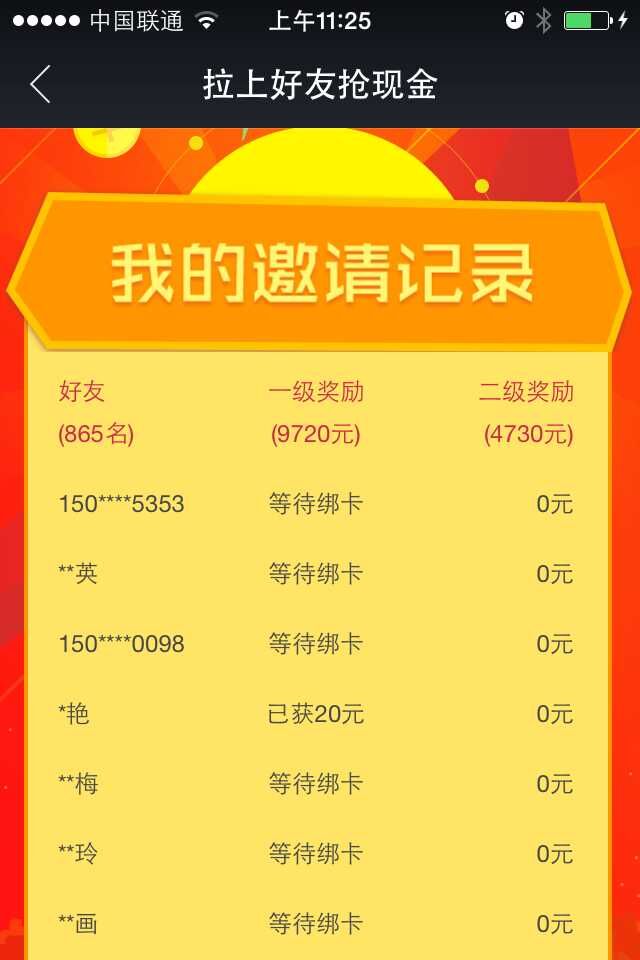 中国联通 上午11:25
拉上好友抢现金
我的邀请记录
好友 一级奖励 二级奖励
(865名) (9720元) (4730元)
150****5353 等待绑卡 0元
**英 等待绑卡 0元
150****0098 等待绑卡 0元
*艳 已获20元 0元
**梅 等待绑卡 0元
**玲 等待绑卡 0元
**画 等待绑卡 0元